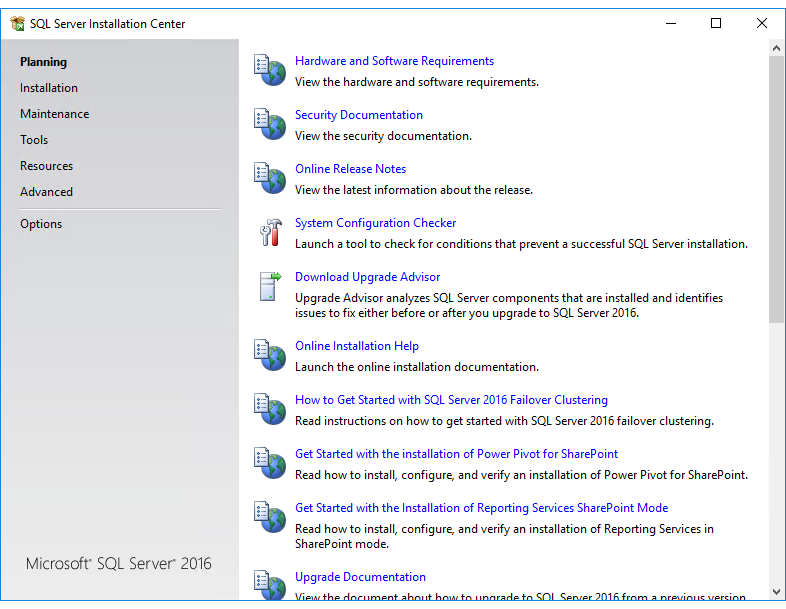 SQL Server Installation Center
Planning
Installation
Maintenance
Tools
Resources
Advanced
Options
Microsoft® SQL Server® 2016
Hardware and Software Requirements
View the hardware and software requirements.
Security Documentation
View the security documentation.
Online Release Notes
View the latest information about the release.
System Configuration Checker
Launch a tool to check for conditions that prevent a successful SQL Server installation.
Download Upgrade Advisor
Upgrade Advisor analyzes SQL Server components that are installed and identifies
issues to fix either before or after you upgrade to SQL Server 2016.
Online Installation Help
Launch the online installation documentation.
How to Get Started with SQL Server 2016 Failover Clustering
Read instructions on how to get started with SQL Server 2016 failover clustering.
Get Started with the installation of Power Pivot for SharePoint
Read how to install, configure, and verify an installation of Power Pivot for SharePoint.
Get Started with the Installation of Reporting Services SharePoint Mode
Read how to install, configure, and verify an installation of Reporting Services in
SharePoint mode.
Upgrade Documentation
View the document about how to upgrade to SQL Server 2016 from a previous version